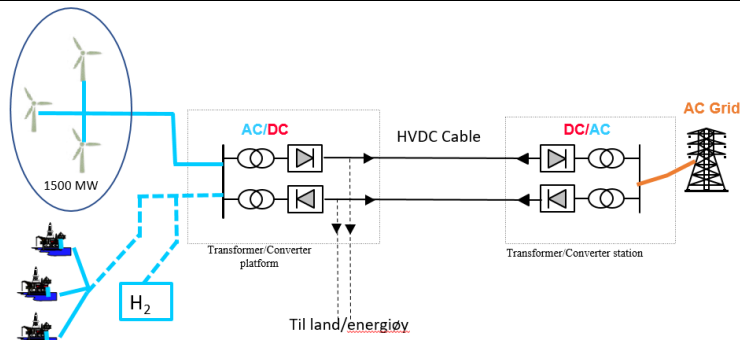 AC Grid
AC/DC
DC/AC
HVDC Cable
1500 MW
Transformer/Converter
platform
Transformer/Converter station
H2
Til land/energiøy